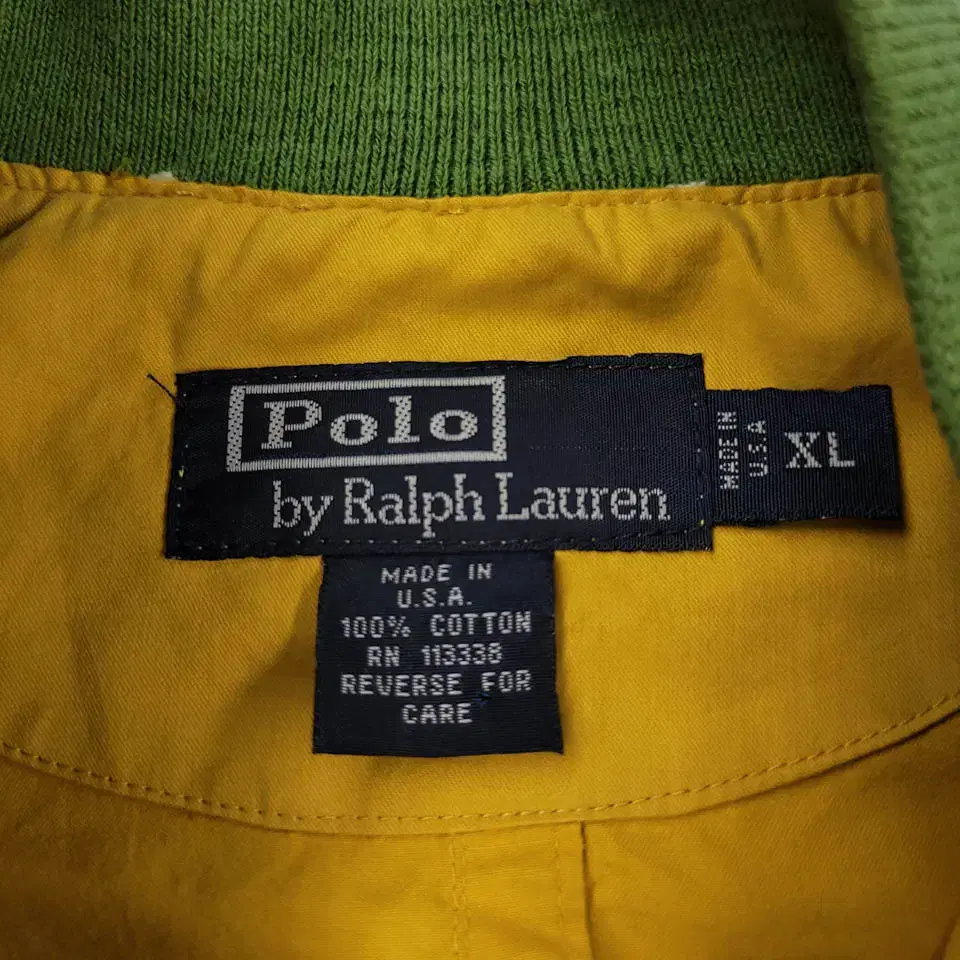 Polo
by Ralph Lauren
MADE IN
U.S.A
XL
MADE IN
U.S.A.
100% COTTON
RN 113338
REVERSE FOR
CARE